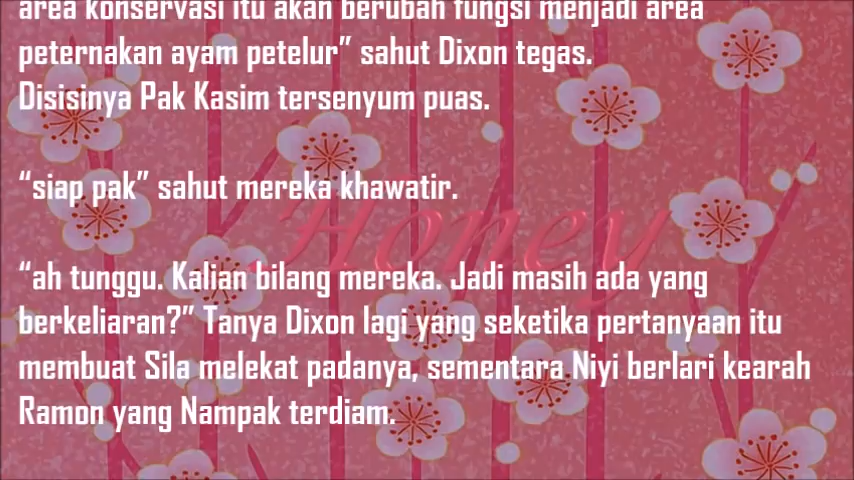 area konservasi itu akan berubah fungsi menjadi area
peternakan ayam petelur” sahut Dixon tegas.
Disisinya Pak Kasim tersenyum puas.
“siap pak” sahut mereka khawatir.
Honey
“ah tunggu. Kalian bilang mereka. Jadi masih ada yang
berkeliaran?” Tanya Dixon lagi yang seketika pertanyaan itu
membuat Sila melekat padanya, sementara Niyi berlari kearah
Ramon yang Nampak terdiam.